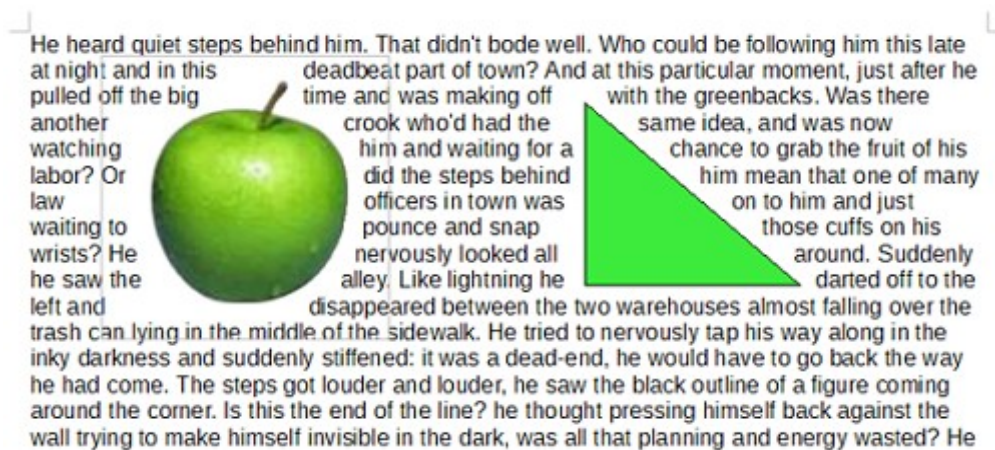 He heard quiet steps behind him. That didn't bode well. Who could be following him this late
at night and in this deadbeat part of town? And at this particular moment, just after he
pulled off the big time and was making off with the greenbacks. Was there
another crook who'd had the same idea, and was now
watching him and waiting for a chance to grab the fruit of his
labor? Or did the steps behind him mean that one of many
law officers in town was on to him and just
waiting to pounce and snap those cuffs on his
wrists? He nervously looked all around. Suddenly
he saw the alley. Like lightning he darted off to the
left and disappeared between the two warehouses almost falling over the
trash can lying in the middle of the sidewalk. He tried to nervously tap his way along in the
inky darkness and suddenly stiffened: it was a dead-end, he would have to go back the way
he had come. The steps got louder and louder, he saw the black outline of a figure coming
around the corner. Is this the end of the line? he thought pressing himself back against the
wall trying to make himself invisible in the dark, was all that planning and energy wasted? He